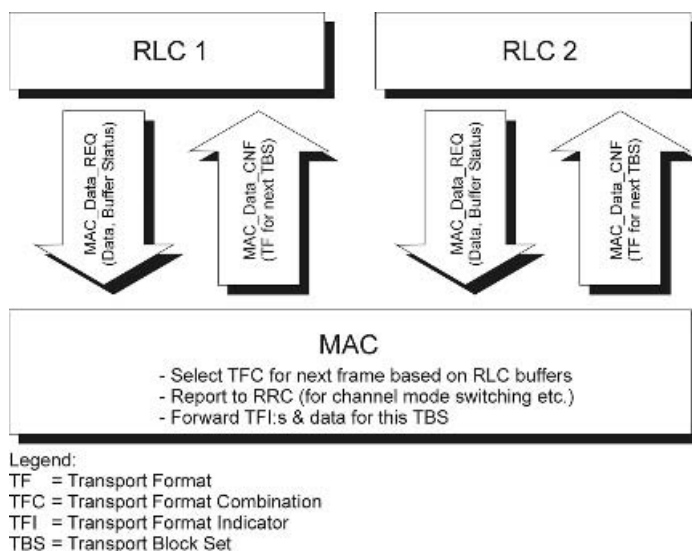 RLC 1
RLC 2
MAC_Data_REQ
(Data, Buffer Status)
MAC_Data_CNF
(TF for next TBS)
MAC_Data_REQ
(Data, Buffer Status)
MAC_Data_CNF
(TF for next TBS)
MAC
- Select TFC for next frame based on RLC buffers
- Report to RRC (for channel mode switching etc.)
- Forward TFI:s & data for this TBS
Legend:
TF = Transport Format
TFC = Transport Format Combination
TFI = Transport Format Indicator
TBS = Transport Block Set